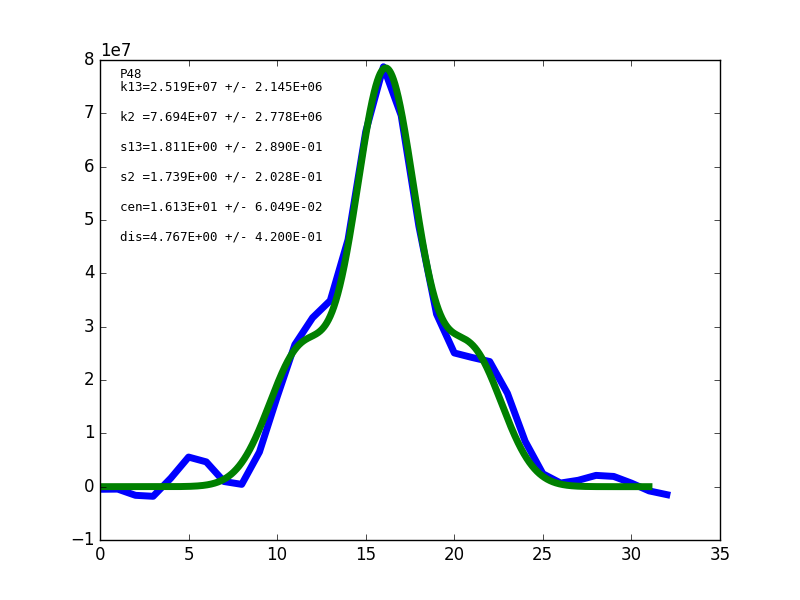 1e7
P48
k13=2.519E+07 +/- 2.145E+06
k2 =7.694E+07 +/- 2.778E+06
s13=1.811E+00 +/- 2.890E-01
s2 =1.739E+00 +/- 2.028E-01
cen=1.613E+01 +/- 6.049E-02
dis=4.767E+00 +/- 4.200E-01
8
7
6
5
4
3
2
1
0
−1
0 5 10 15 20 25 30 35